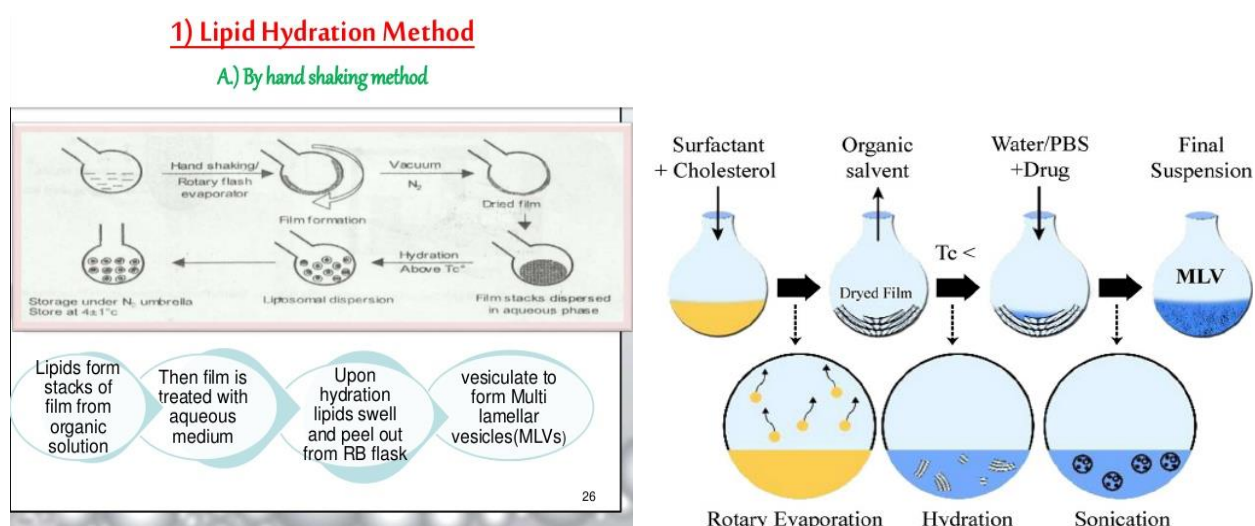 1) Lipid Hydration Method
A.) By hand shaking method
Hand shaking/
Rotary flash
evaporator
Film formation
Vacuum
N₂
Dried film
Film stacks dispersed
in aqueous phase
Hydration
Above Tc°
Liposomal dispersion
Storage under N₂ umbrella
Store at 4±1°c
Lipids form
stacks of
film from
organic
solution
Then film is
treated with
aqueous
medium
Upon
hydration
lipids swell
and peel out
from RB flask
vesiculate to
form Multi
lamellar
vesicles(MLVs)
26
Surfactant
+ Cholesterol
Organic
salvent
Water/PBS
+Drug
Final
Suspension
Dryed Film
Tc <
MLV
Rotary Evaporation
Hydration
Sonication